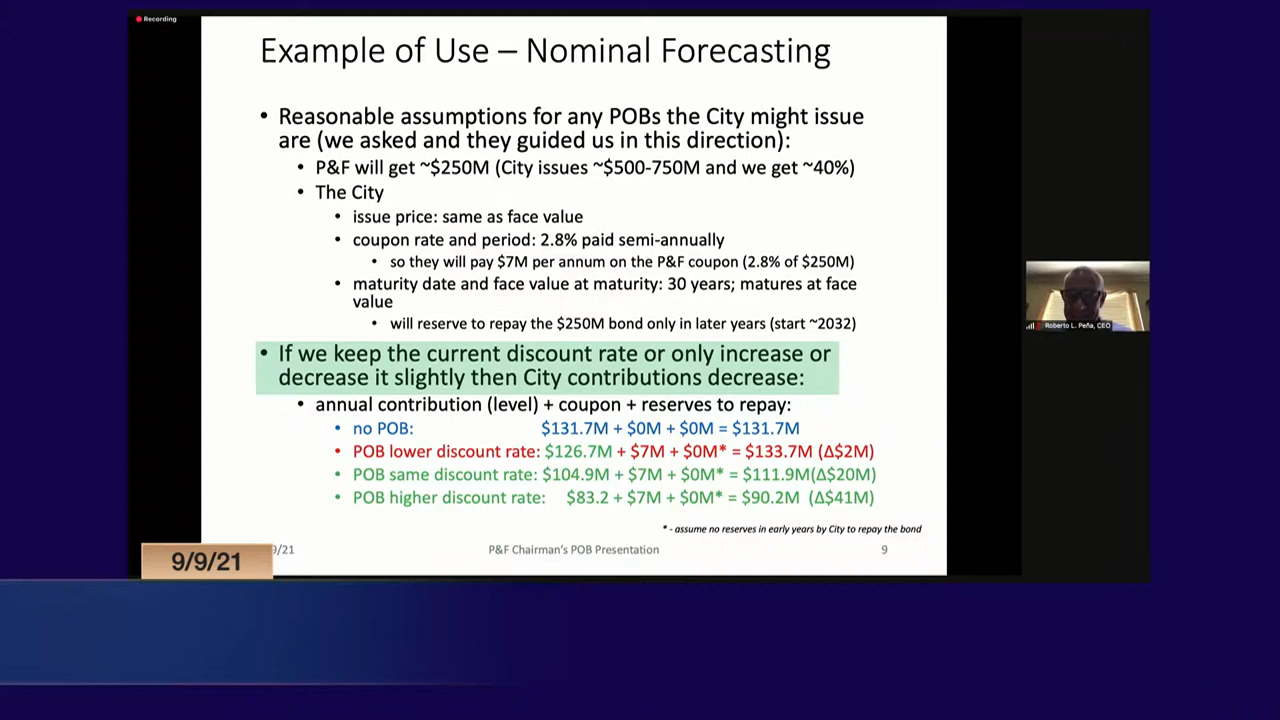 Recording
Example of Use – Nominal Forecasting
• Reasonable assumptions for any POBs the City might issue
are (we asked and they guided us in this direction):
• P&F will get ~$250M (City issues ~$500-750M and we get ~40%)
• The City
• issue price: same as face value
• coupon rate and period: 2.8% paid semi-annually
• so they will pay $7M per annum on the P&F coupon (2.8% of $250M)
• maturity date and face value at maturity: 30 years; matures at face
value
• will reserve to repay the $250M bond only in later years (start ~2032)
• If we keep the current discount rate or only increase or
decrease it slightly then City contributions decrease:
• annual contribution (level) + coupon + reserves to repay:
• no POB: $131.7M + $0M + $0M = $131.7M
• POB lower discount rate: $126.7M + $7M + $0M* = $133.7M (Δ$2M)
• POB same discount rate: $104.9M + $7M + $0M* = $111.9M(Δ$20M)
• POB higher discount rate: $83.2 + $7M + $0M* = $90.2M (Δ$41M)
* - assume no reserves in early years by City to repay the bond
9/21 P&F Chairman's POB Presentation 9
9/9/21
Roberto L. Peña, CEO